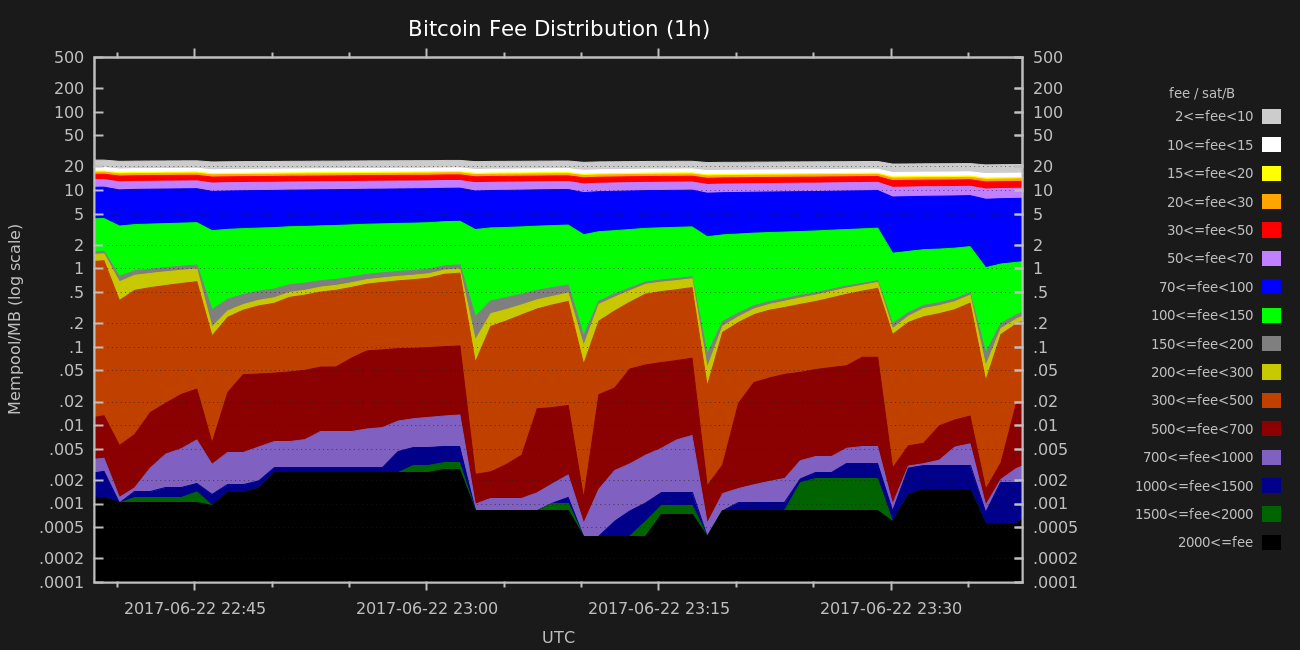 Bitcoin Fee Distribution (1h)
500
200
100
50
20
10
5
2
1
.5
.2
.1
.05
.02
.01
.005
.002
.001
.0005
.0002
.0001
Mempool/MB (log scale)
500
200
100
50
20
10
5
2
1
.5
.2
.1
.05
.02
.01
.005
.002
.001
.0005
.0002
.0001
2017-06-22 22:45
2017-06-22 23:00
2017-06-22 23:15
2017-06-22 23:30
UTC
fee / sat/B
2<=fee<10
10<=fee<15
15<=fee<20
20<=fee<30
30<=fee<50
50<=fee<70
70<=fee<100
100<=fee<150
150<=fee<200
200<=fee<300
300<=fee<500
500<=fee<700
700<=fee<1000
1000<=fee<1500
1500<=fee<2000
2000<=fee